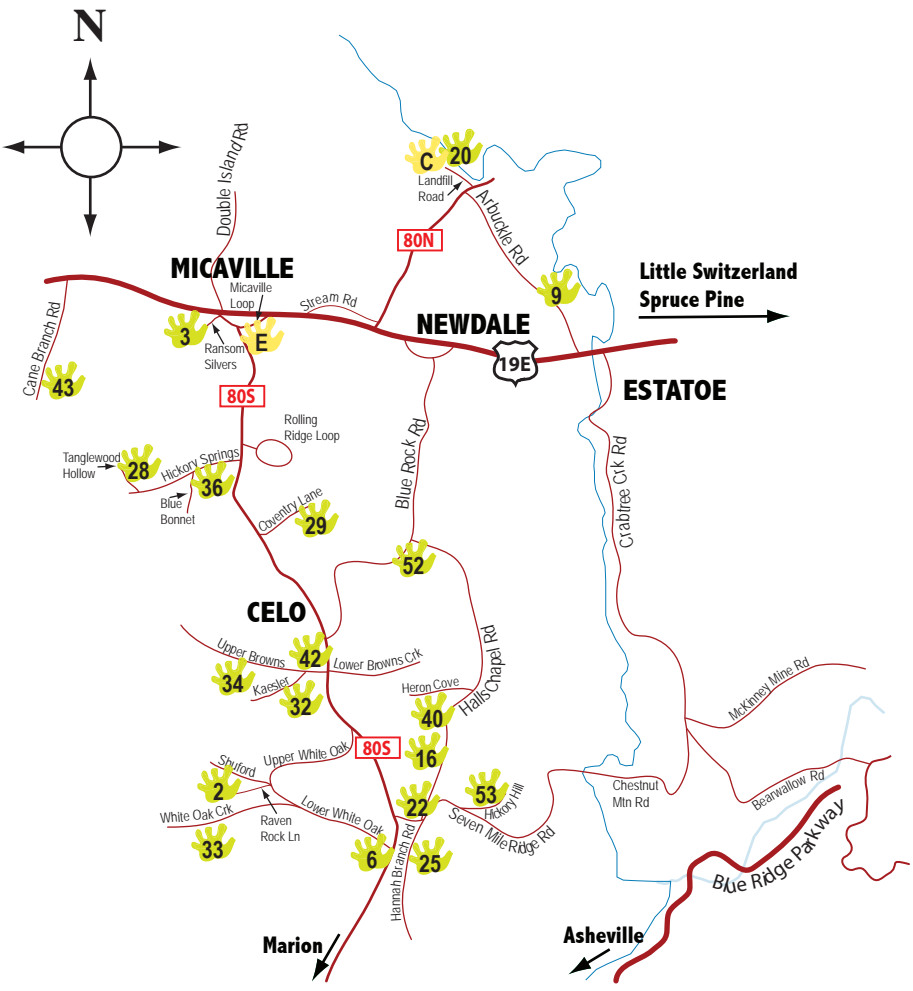 N
Double Island Rd
C
20
Landfill
Road
Arbuckle Rd
80N
MICAVILLE
Micaville
Loop
Stream Rd
9
Little Switzerland
Spruce Pine
3
E
Ransom
Silvers
NEWDALE
19E
ESTATOE
Cane Branch Rd
43
80S
Rolling
Ridge Loop
Tanglewood
Hollow
28
Hickory Springs
36
Blue
Bonnet
Coventry Lane
29
Blue Rock Rd
Crabtree Crk Rd
52
CELO
42
Upper Browns
Lower Browns Crk
34
Kaesler
32
Heron Cove
Halls Chapel Rd
40
McKinney Mine Rd
80S
16
Upper White Oak
Shuford
2
Raven
Rock Ln
White Oak Crk
33
Lower White Oak
6
22
53
Hickory Hill
Seven Mile Ridge Rd
Chestnut
Mtn Rd
Bearwallow Rd
25
Hannah Branch Rd
Blue Ridge Parkway
Marion
Asheville